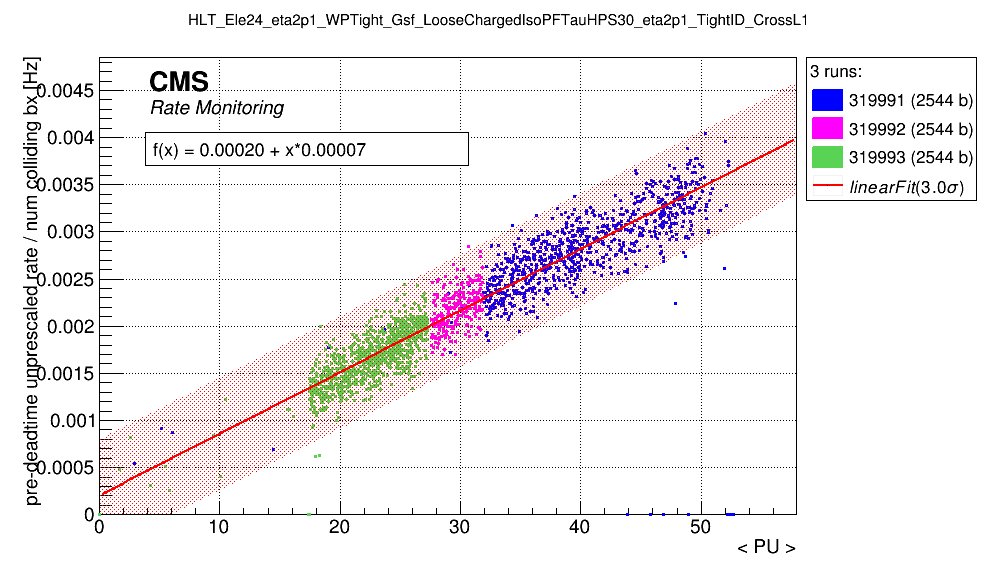 HLT_Ele24_eta2p1_WPTight_Gsf_LooseChargedIsoPFTauHPS30_eta2p1_TightID_CrossL1
CMS
Rate Monitoring
f(x) = 0.00020 + x*0.00007
3 runs:
319991 (2544 b)
319992 (2544 b)
319993 (2544 b)
linearFit(3.0σ)
pre-deadtime unprescaled rate / num colliding bx [Hz]
0.0045
0.004
0.0035
0.003
0.0025
0.002
0.0015
0.001
0.0005
0
0 10 20 30 40 50
< PU >